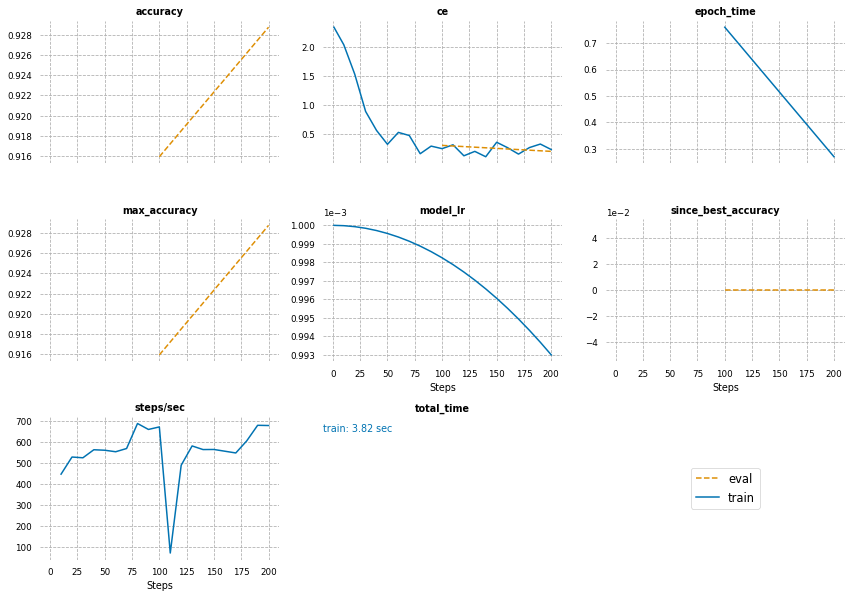 accuracy
0.928
0.926
0.924
0.922
0.920
0.918
0.916
ce
2.0
1.5
1.0
0.5
epoch_time
0.7
0.6
0.5
0.4
0.3
max_accuracy
0.928
0.926
0.924
0.922
0.920
0.918
0.916
1e−3
model_lr
1.000
0.999
0.998
0.997
0.996
0.995
0.994
0.993
0 25 50 75 100 125 150 175 200
Steps
1e−2
since_best_accuracy
4
2
0
−2
−4
0 25 50 75 100 125 150 175 200
Steps
steps/sec
700
600
500
400
300
200
100
0 25 50 75 100 125 150 175 200
Steps
total_time
train: 3.82 sec
eval
train